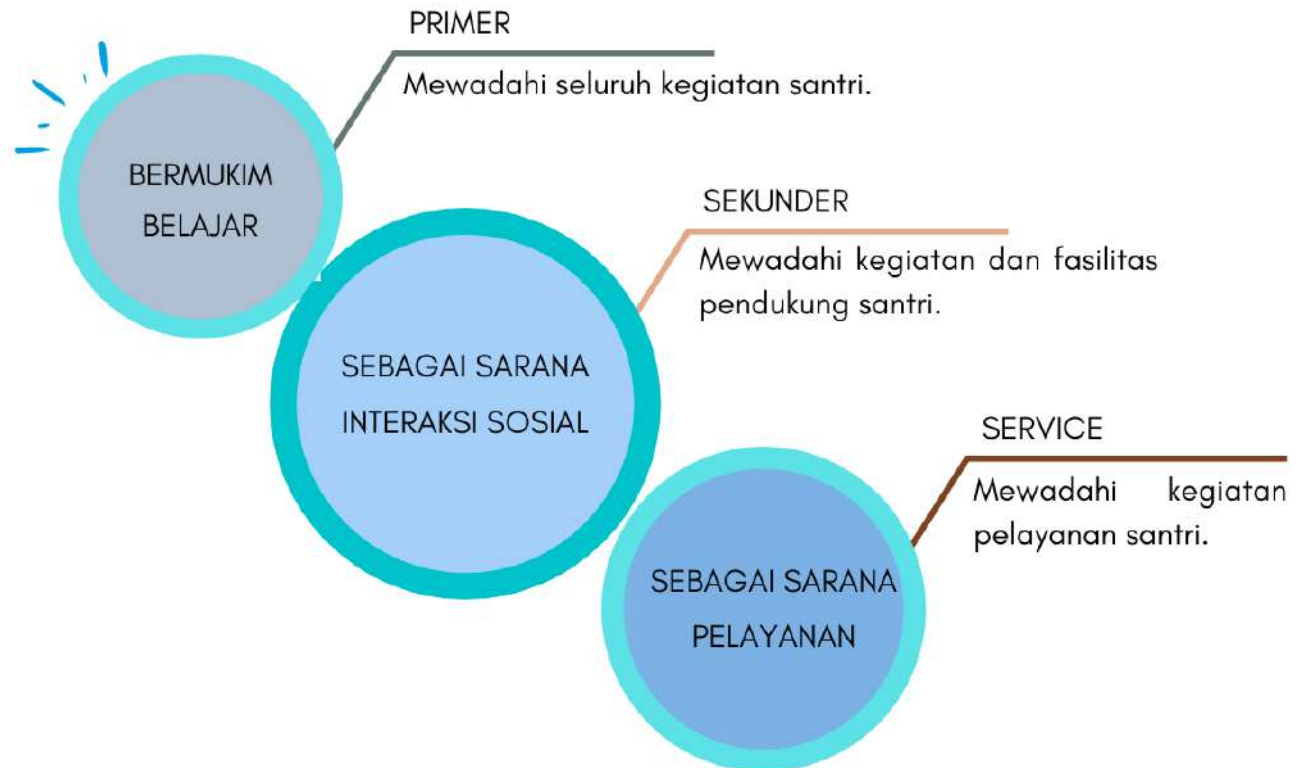 PRIMER
Mewadahi seluruh kegiatan santri.
BERMUKIM
BELAJAR
SEKUNDER
Mewadahi kegiatan dan fasilitas
pendukung santri.
SEBAGAI SARANA
INTERAKSI SOSIAL
SERVICE
Mewadahi kegiatan
pelayanan santri.
SEBAGAI SARANA
PELAYANAN